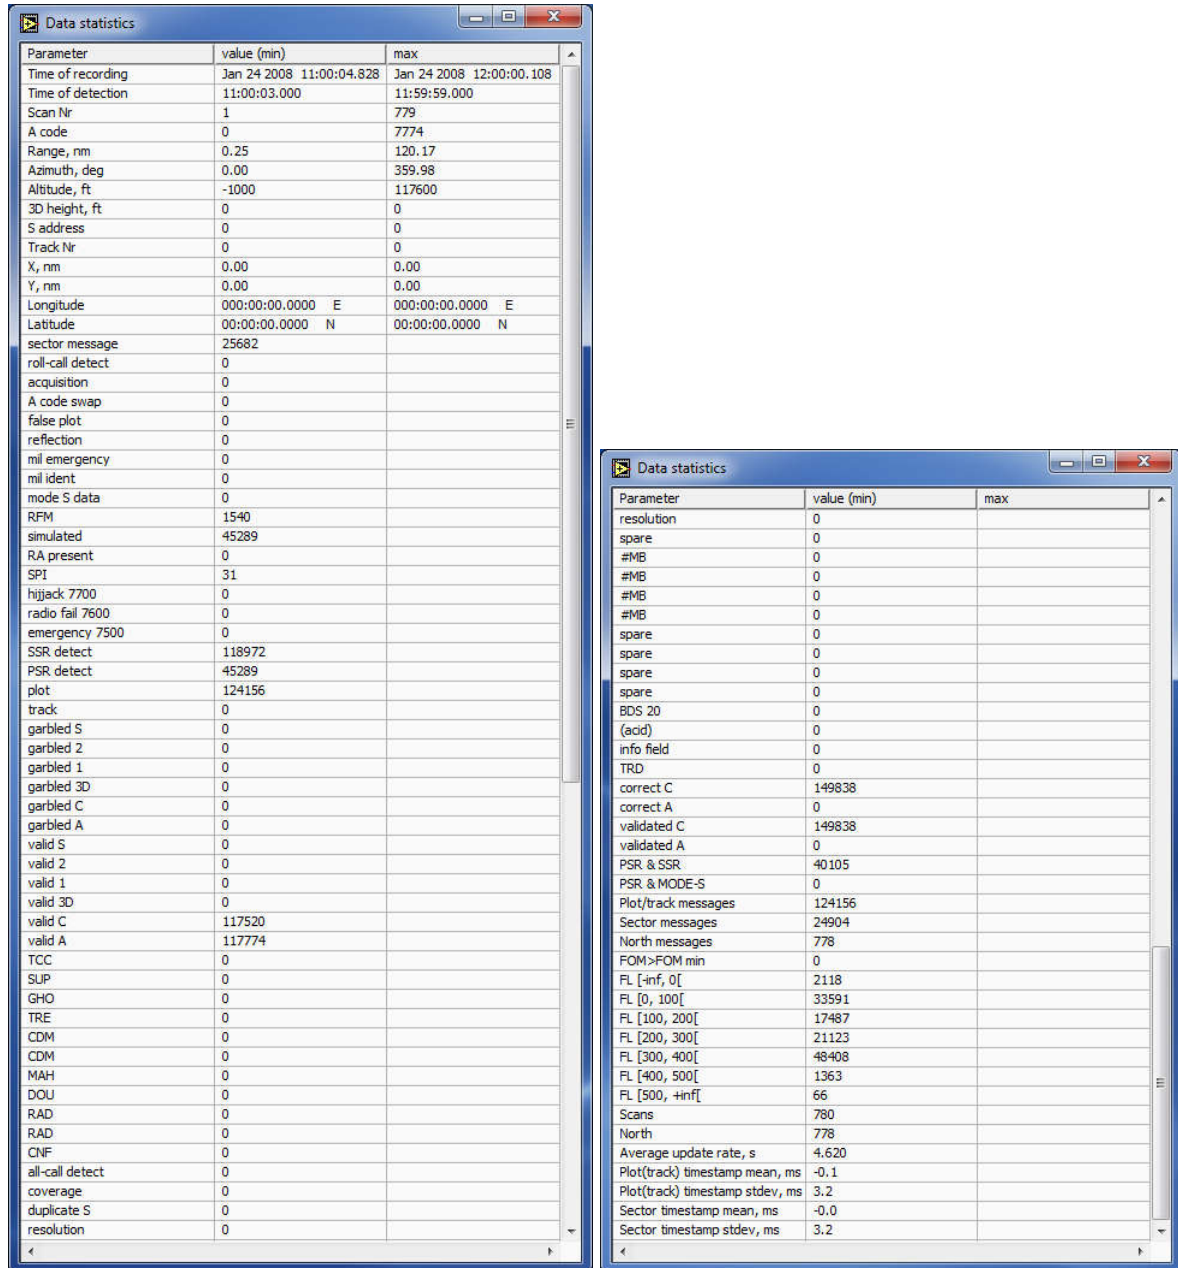 Data statistics
Parameter value (min) max
Time of recording Jan 24 2008 11:00:04.828 Jan 24 2008 12:00:00.108
Time of detection 11:00:03.000 11:59:59.000
Scan Nr 1 779
A code 0 7774
Range, nm 0.25 120.17
Azimuth, deg 0.00 359.98
Altitude, ft -1000 117600
3D height, ft 0 0
S address 0 0
Track Nr 0 0
X, nm 0.00 0.00
Y, nm 0.00 0.00
Longitude 000:00:00.0000 E 000:00:00.0000 E
Latitude 00:00:00.0000 N 00:00:00.0000 N
sector message 25682
roll-call detect 0
acquisition 0
A code swap 0
false plot 0
reflection 0
mil emergency 0
mil ident 0
mode S data 0
RFM 1540
simulated 45289
RA present 0
SPI 31
hijjack 7700 0
radio fail 7600 0
emergency 7500 0
SSR detect 118972
PSR detect 45289
plot 124156
track 0
garbled S 0
garbled 2 0
garbled 1 0
garbled 3D 0
garbled C 0
garbled A 0
valid S 0
valid 2 0
valid 1 0
valid 3D 0
valid C 117520
valid A 117774
TCC 0
SUP 0
GHO 0
TRE 0
CDM 0
CDM 0
MAH 0
DOU 0
RAD 0
RAD 0
CNF 0
all-call detect 0
coverage 0
duplicate S 0
resolution 0
Data statistics
Parameter value (min) max
resolution 0
spare 0
#MB 0
#MB 0
#MB 0
#MB 0
spare 0
spare 0
spare 0
spare 0
BDS 20 0
(acid) 0
info field 0
TRD 0
correct C 149838
correct A 0
validated C 149838
validated A 0
PSR & SSR 40105
PSR & MODE-S 0
Plot/track messages 124156
Sector messages 24904
North messages 778
FOM>FOM min 0
FL [-inf, 0[ 2118
FL [0, 100[ 33591
FL [100, 200[ 17487
FL [200, 300[ 21123
FL [300, 400[ 48408
FL [400, 500[ 1363
FL [500, +inf[ 66
Scans 780
North 778
Average update rate, s 4.620
Plot(track) timestamp mean, ms -0.1
Plot(track) timestamp stdev, ms 3.2
Sector timestamp mean, ms -0.0
Sector timestamp stdev, ms 3.2